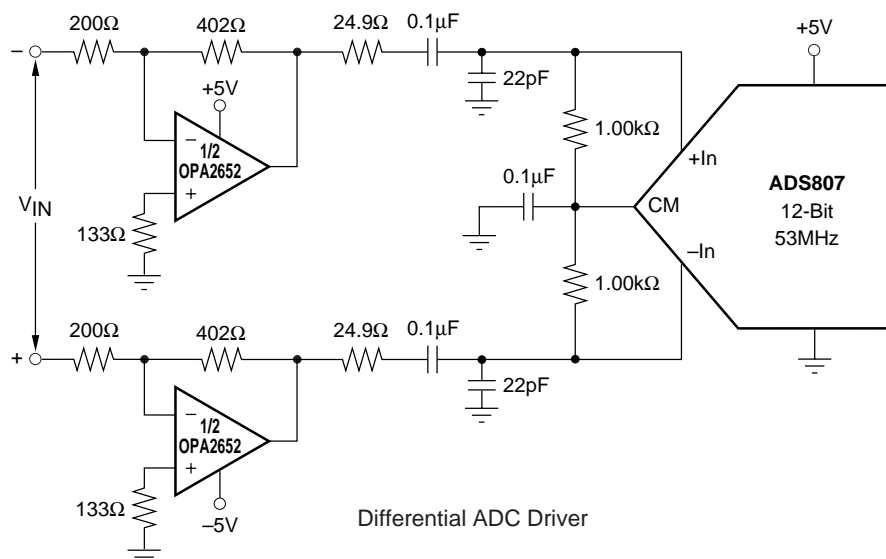 200Ω 402Ω 24.9Ω 0.1µF
+5V
–
+5V
22pF
–
1/2
OPA2652
+
1.00kΩ
+In
0.1µF
ADS807
12-Bit
53MHz
VIN
CM
133Ω
–In
1.00kΩ
200Ω 402Ω 24.9Ω 0.1µF
+
22pF
–
1/2
OPA2652
+
133Ω
–5V
Differential ADC Driver